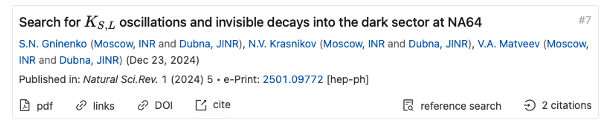 Search for K_{S,L} oscillations and invisible decays into the dark sector at NA64 #7
S.N. Gninenko (Moscow, INR and Dubna, JINR), N.V. Krasnikov (Moscow, INR and Dubna, JINR), V.A. Matveev (Moscow,
INR and Dubna, JINR) (Dec 23, 2024)
Published in: Natural Sci.Rev. 1 (2024) 5 • e-Print: 2501.09772 [hep-ph]
pdf links DOI cite reference search 2 citations